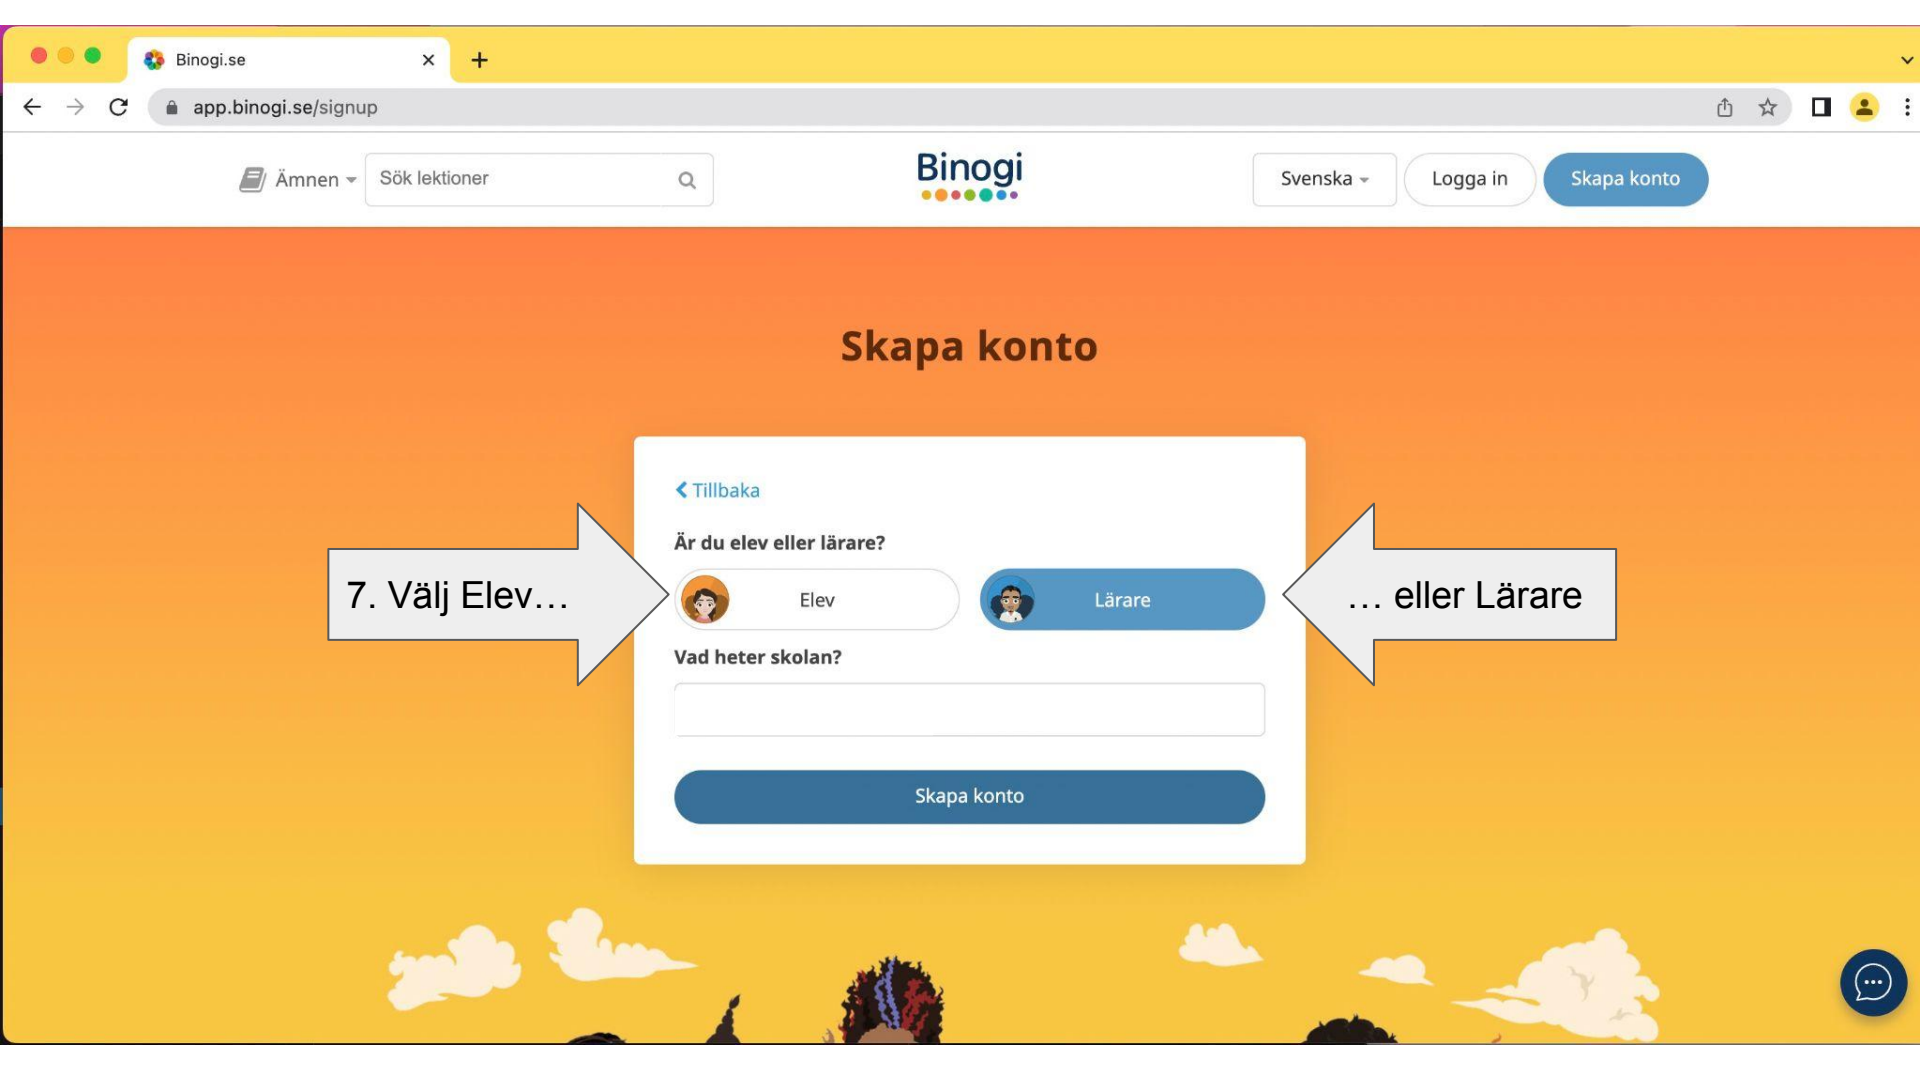 Binogi.se
app.binogi.se/signup
Ämnen
Sök lektioner
Binogi
Svenska
Logga in
Skapa konto
Skapa konto
Tillbaka
Är du elev eller lärare?
7. Välj Elev…
Elev
Lärare
… eller Lärare
Vad heter skolan?
Skapa konto